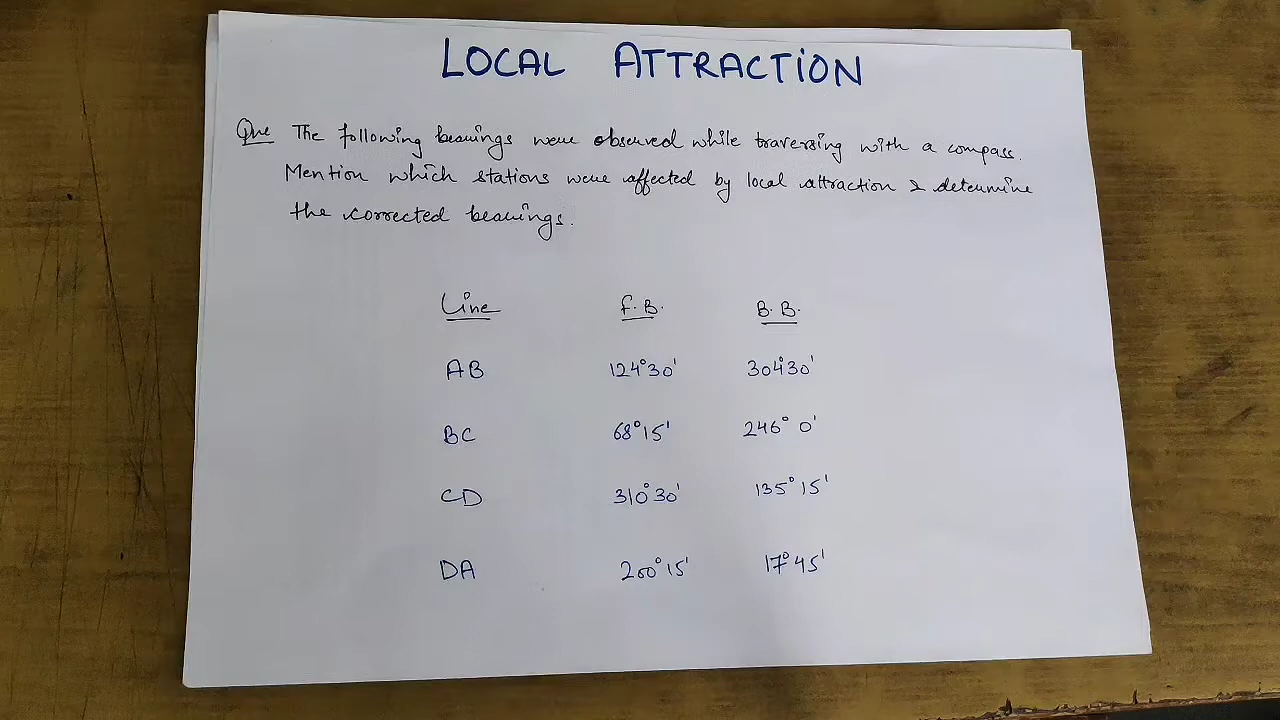 LOCAL ATTRACTION
Que The following bearings were observed while traversing with a compass.
Mention which stations were affected by local attraction & determine
the corrected bearings.
Line F.B. B.B.
AB 124°30' 304°30'
BC 68°15' 246°0'
CD 310°30' 135°15'
DA 200°15' 17°45'